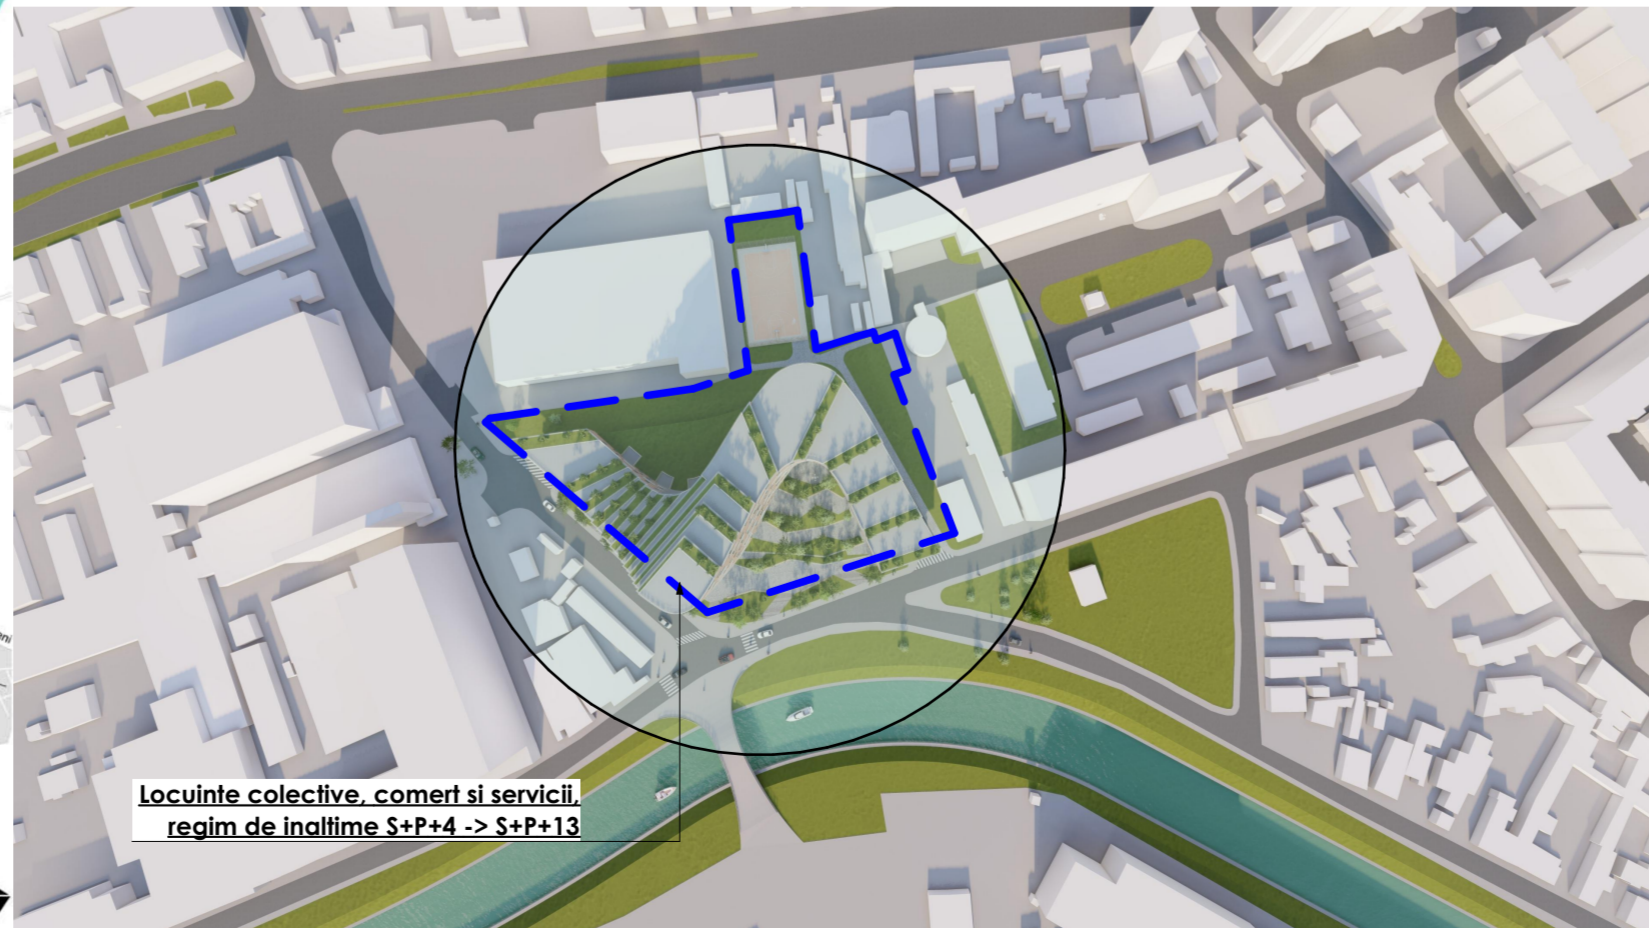 Locuinte colective, comert si servicii,
regim de inaltime S+P+4 -> S+P+13